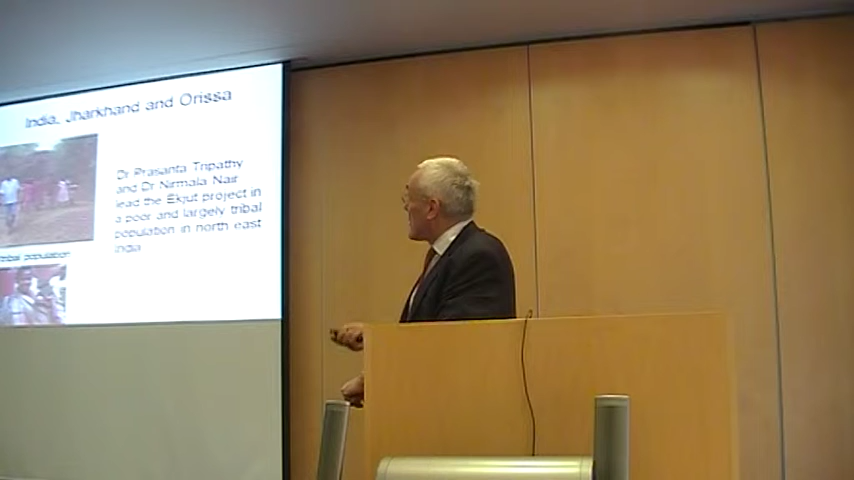 India, Jharkhand and Orissa
Dr Prasanta Tripathy
and Dr Nirmala Nair
lead the Ekjut project in
a poor and largely tribal
population in north east
India
tribal population